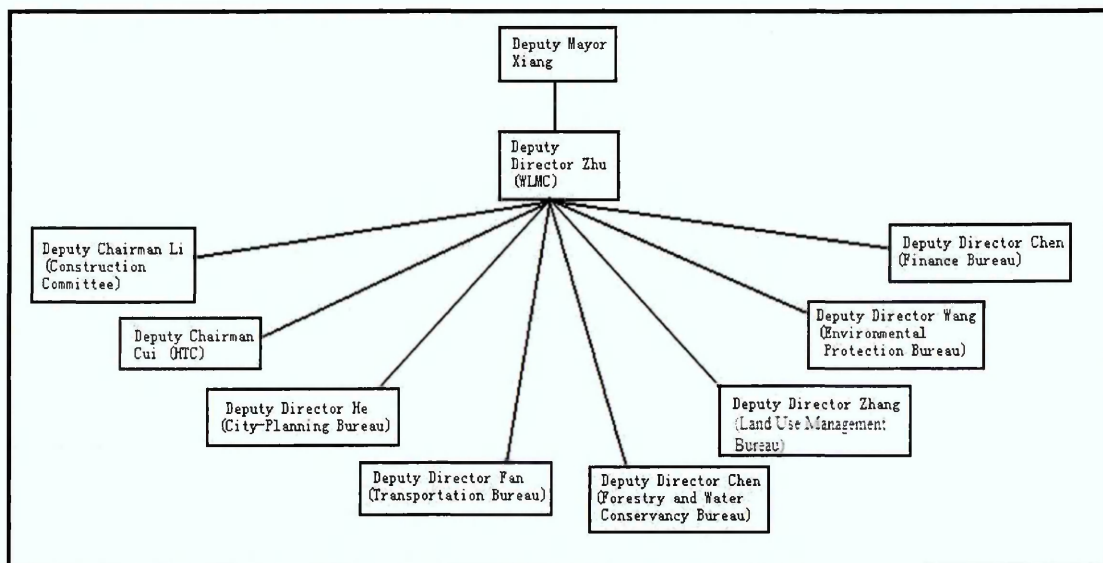 Deputy Mayor
Xiang
Deputy
Director Zhu
(WLMC)
Deputy Chairman Li
(Construction
Committee)
Deputy Director Chen
(Finance Bureau)
Deputy Chairman
Cui (HTC)
Deputy Director Wang
(Environmental
Protection Bureau)
Deputy Director He
(City-Planning Bureau)
Deputy Director Zhang
(Land Use Management
Bureau)
Deputy Director Fan
(Transportation Bureau)
Deputy Director Chen
(Forestry and Water
Conservancy Bureau)